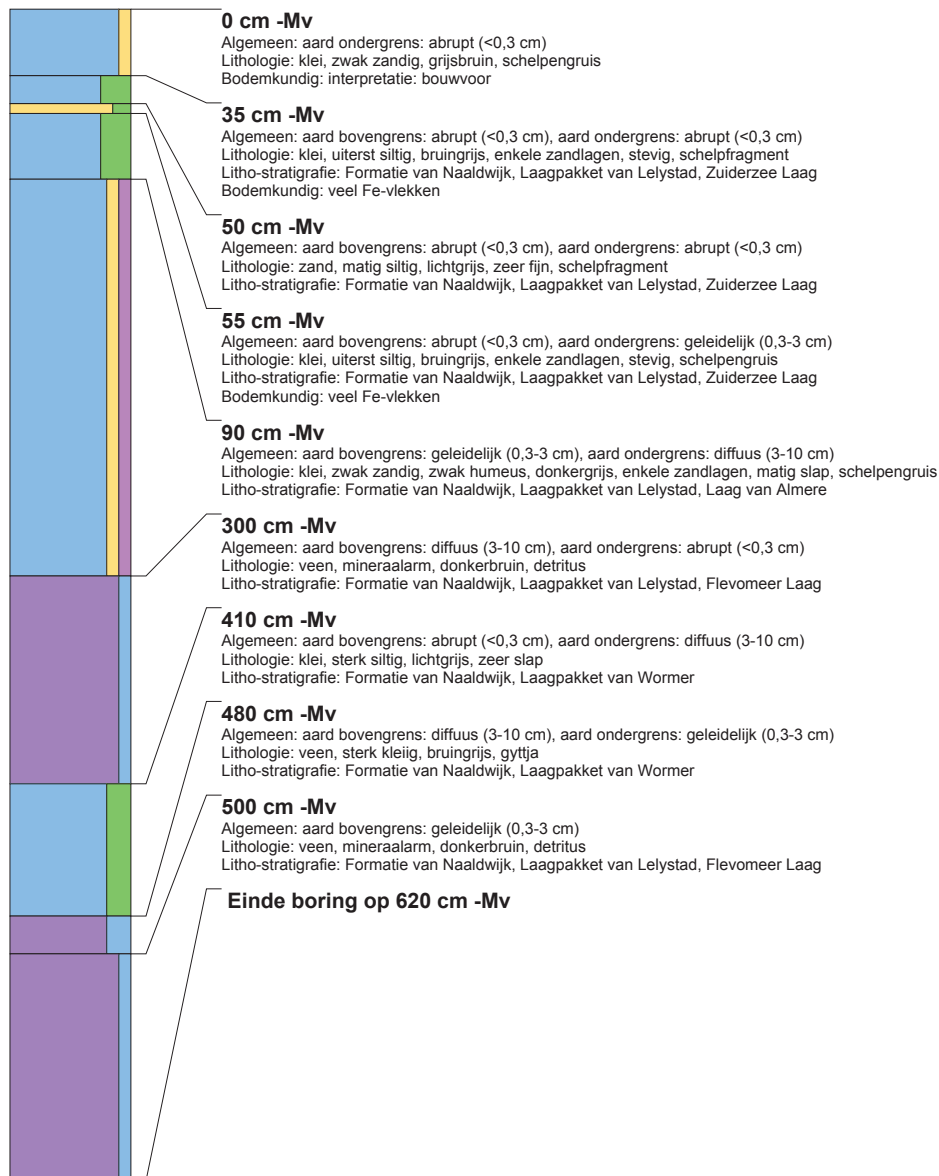 0 cm -Mv
Algemeen: aard ondergrens: abrupt (<0,3 cm)
Lithologie: klei, zwak zandig, grijsbruin, schelpengruis
Bodemkundig: interpretatie: bouwvoor
35 cm -Mv
Algemeen: aard bovengrens: abrupt (<0,3 cm), aard ondergrens: abrupt (<0,3 cm)
Lithologie: klei, uiterst siltig, bruingrijs, enkele zandlagen, stevig, schelpfragment
Litho-stratigrafie: Formatie van Naaldwijk, Laagpakket van Lelystad, Zuiderzee Laag
Bodemkundig: veel Fe-vlekken
50 cm -Mv
Algemeen: aard bovengrens: abrupt (<0,3 cm), aard ondergrens: abrupt (<0,3 cm)
Lithologie: zand, matig siltig, lichtgrijs, zeer fijn, schelpfragment
Litho-stratigrafie: Formatie van Naaldwijk, Laagpakket van Lelystad, Zuiderzee Laag
55 cm -Mv
Algemeen: aard bovengrens: abrupt (<0,3 cm), aard ondergrens: geleidelijk (0,3-3 cm)
Lithologie: klei, uiterst siltig, bruingrijs, enkele zandlagen, stevig, schelpengruis
Litho-stratigrafie: Formatie van Naaldwijk, Laagpakket van Lelystad, Zuiderzee Laag
Bodemkundig: veel Fe-vlekken
90 cm -Mv
Algemeen: aard bovengrens: geleidelijk (0,3-3 cm), aard ondergrens: diffuus (3-10 cm)
Lithologie: klei, zwak zandig, zwak humeus, donkergrijs, enkele zandlagen, matig slap, schelpengruis
Litho-stratigrafie: Formatie van Naaldwijk, Laagpakket van Lelystad, Laag van Almere
300 cm -Mv
Algemeen: aard bovengrens: diffuus (3-10 cm), aard ondergrens: abrupt (<0,3 cm)
Lithologie: veen, mineraalarm, donkerbruin, detritus
Litho-stratigrafie: Formatie van Naaldwijk, Laagpakket van Lelystad, Flevomeer Laag
410 cm -Mv
Algemeen: aard bovengrens: abrupt (<0,3 cm), aard ondergrens: diffuus (3-10 cm)
Lithologie: klei, sterk siltig, lichtgrijs, zeer slap
Litho-stratigrafie: Formatie van Naaldwijk, Laagpakket van Wormer
480 cm -Mv
Algemeen: aard bovengrens: diffuus (3-10 cm), aard ondergrens: geleidelijk (0,3-3 cm)
Lithologie: veen, sterk kleiig, bruingrijs, gyttja
Litho-stratigrafie: Formatie van Naaldwijk, Laagpakket van Wormer
500 cm -Mv
Algemeen: aard bovengrens: geleidelijk (0,3-3 cm)
Lithologie: veen, mineraalarm, donkerbruin, detritus
Litho-stratigrafie: Formatie van Naaldwijk, Laagpakket van Lelystad, Flevomeer Laag
Einde boring op 620 cm -Mv